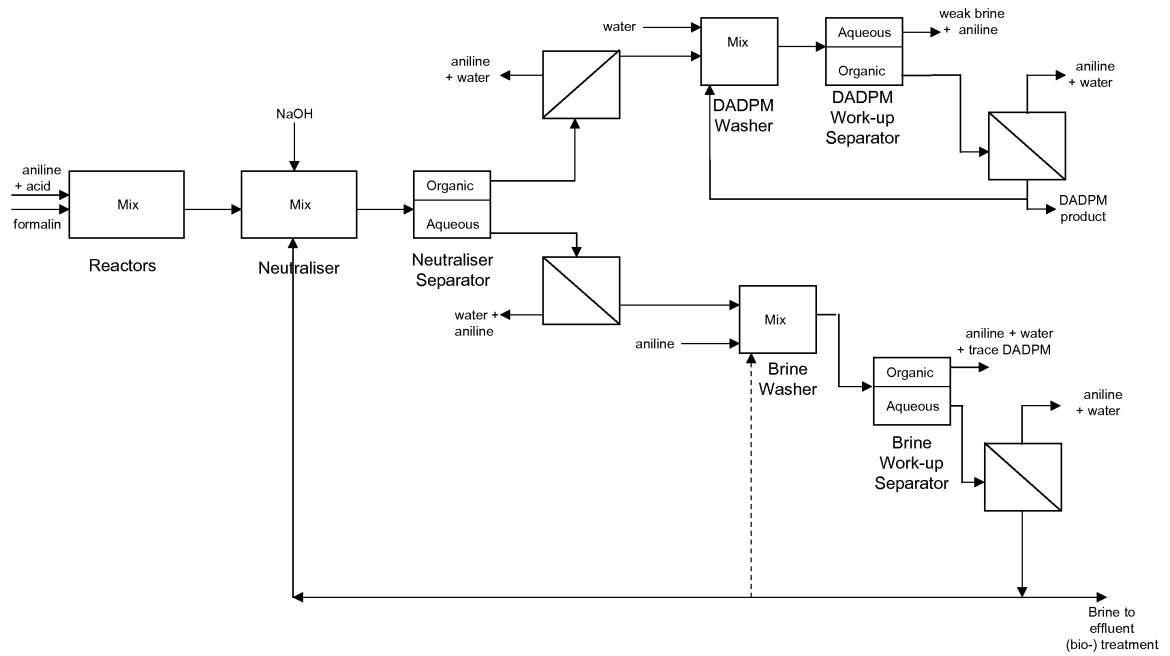 weak brine
+ aniline
water
Mix
Aqueous
Organic
aniline
+ water
aniline
+ water
DADPM
Washer
DADPM
Work-up
Separator
NaOH
aniline
+ acid
formalin
Mix
Mix
Organic
Aqueous
DADPM
product
Reactors
Neutraliser
Neutraliser
Separator
water +
aniline
aniline
Mix
Brine
Washer
aniline + water
+ trace DADPM
Organic
Aqueous
aniline
+ water
Brine
Work-up
Separator
Brine to
effluent
(bio-) treatment